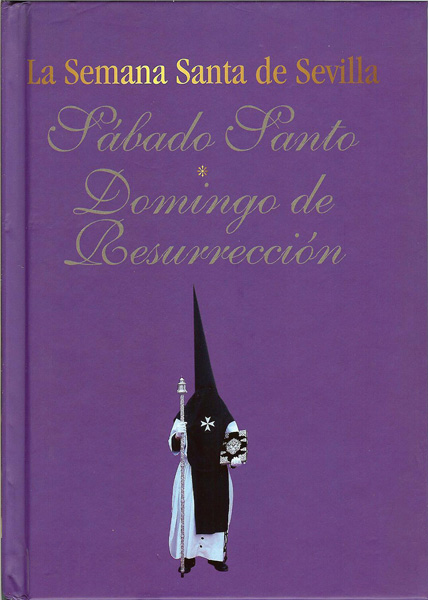 La Semana Santa de Sevilla
Sábado Santo
*
Domingo de
Resurrección